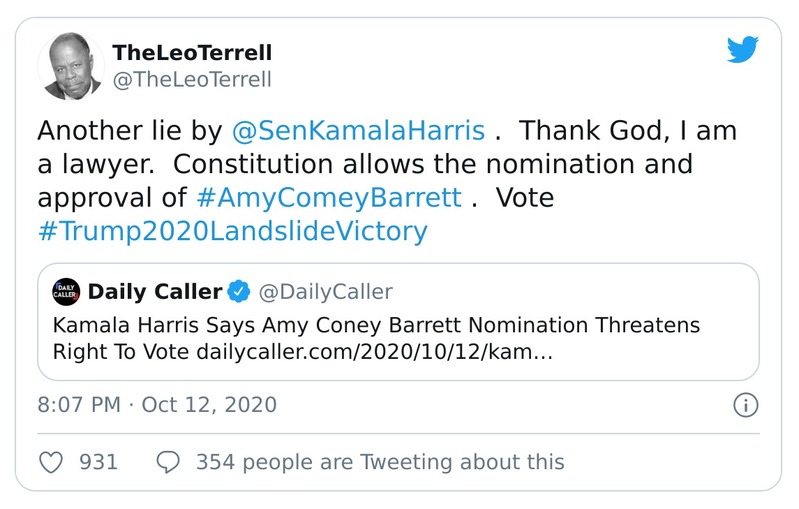 TheLeoTerrell
@TheLeoTerrell
Another lie by @SenKamalaHarris .  Thank God, I am
a lawyer.  Constitution allows the nomination and
approval of #AmyComeyBarrett .  Vote
#Trump2020LandslideVictory
DAILY CALLER Daily Caller @DailyCaller
Kamala Harris Says Amy Coney Barrett Nomination Threatens
Right To Vote dailycaller.com/2020/10/12/kam…
8:07 PM · Oct 12, 2020
931 354 people are Tweeting about this